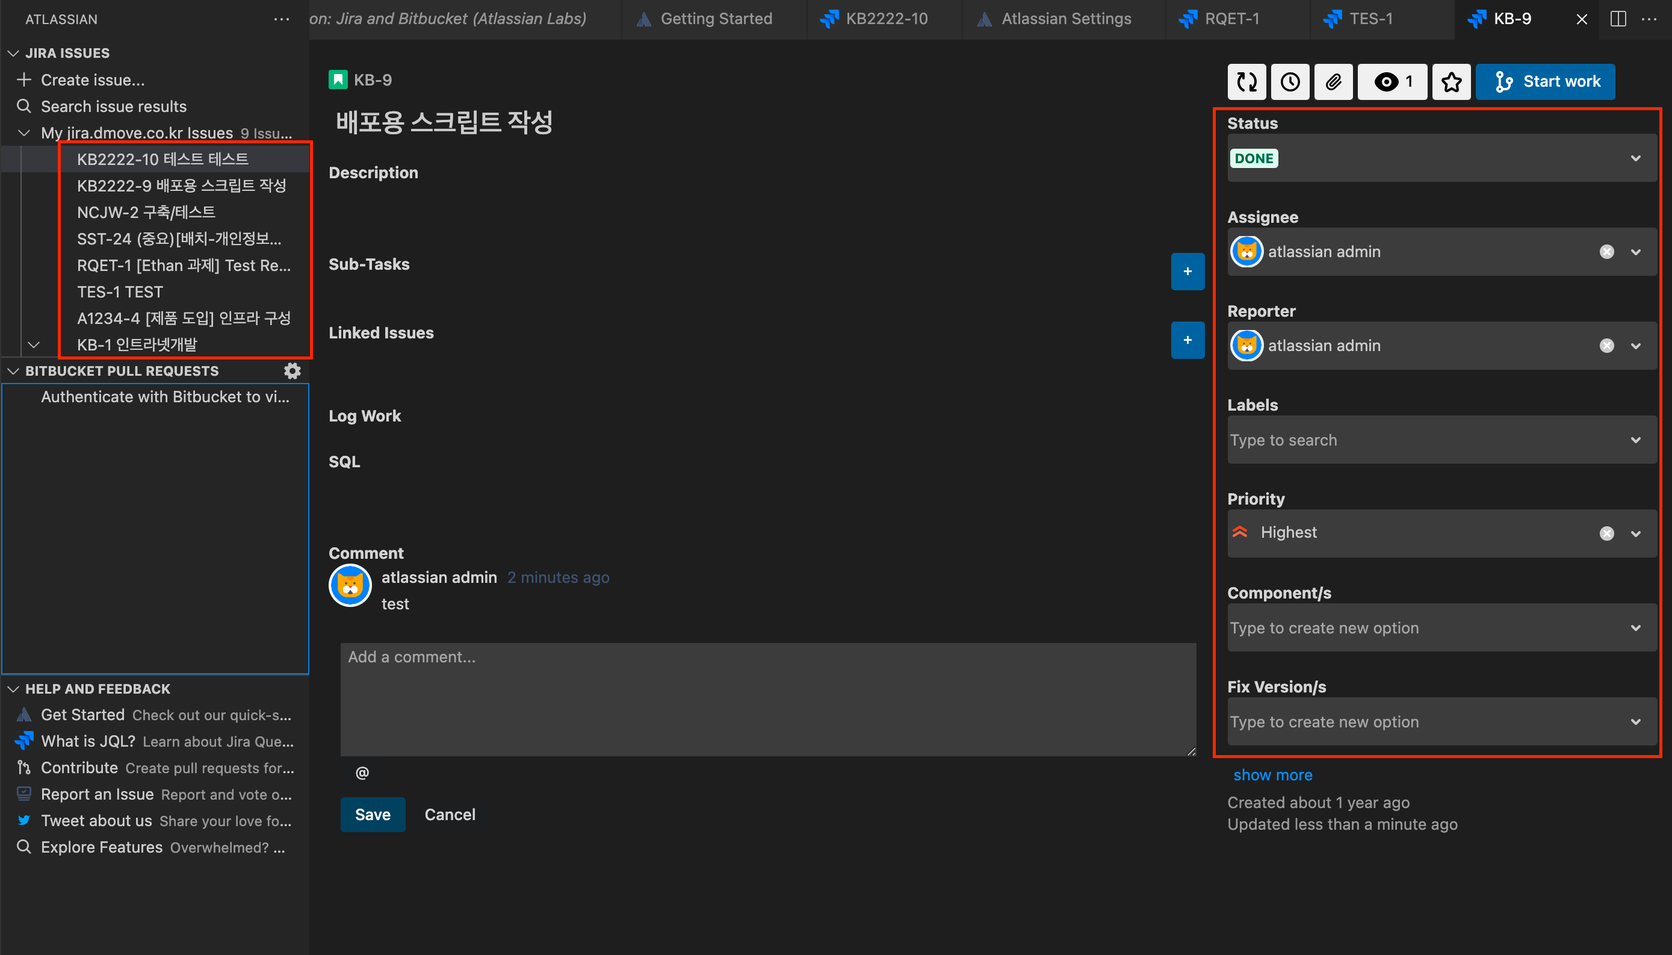 ATLASSIAN
JIRA ISSUES
Create issue...
Search issue results
My jira.dmove.co.kr Issues 9 Issu...
KB2222-10 테스트 테스트
KB2222-9 배포용 스크립트 작성
NCJW-2 구축/테스트
SST-24 (중요)[배치-개인정보...
RQET-1 [Ethan 과제] Test Re...
TES-1 TEST
A1234-4 [제품 도입] 인프라 구성
KB-1 인트라넷개발
BITBUCKET PULL REQUESTS
Authenticate with Bitbucket to vi...
HELP AND FEEDBACK
Get Started Check out our quick-s...
What is JQL? Learn about Jira Que...
Contribute Create pull requests for...
Report an Issue Report and vote o...
Tweet about us Share your love fo...
Explore Features Overwhelmed? ...
on: Jira and Bitbucket (Atlassian Labs)
Getting Started
KB2222-10
Atlassian Settings
RQET-1
TES-1
KB-9
KB-9
배포용 스크립트 작성
Description
Sub-Tasks
+
Linked Issues
+
Log Work
SQL
Comment
atlassian admin 2 minutes ago
test
Add a comment...
@
Save Cancel
1
Start work
Status
DONE
Assignee
atlassian admin
Reporter
atlassian admin
Labels
Type to search
Priority
Highest
Component/s
Type to create new option
Fix Version/s
Type to create new option
show more
Created about 1 year ago
Updated less than a minute ago